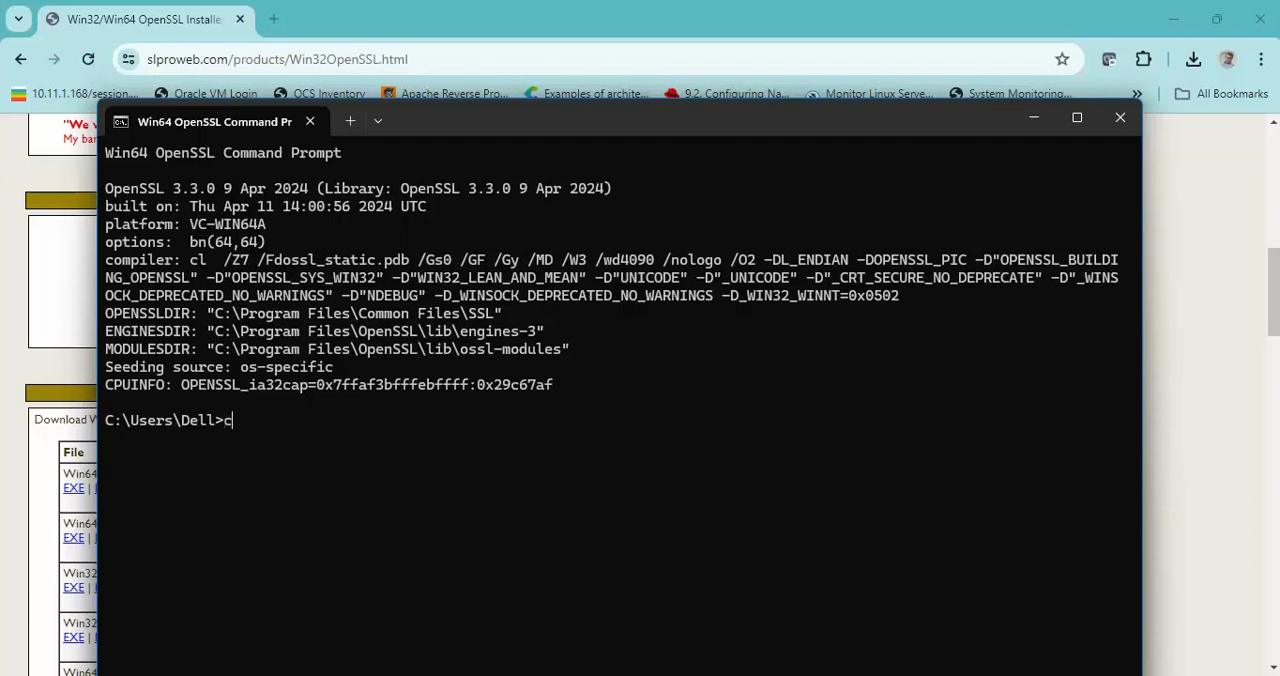 Win32/Win64 OpenSSL Installe
slproweb.com/products/Win32OpenSSL.html
10.11.1.168/session....
Oracle VM Login
OCS Inventory
Apache Reverse Pro...
Examples of archite...
9.2. Configuring Na...
Monitor Linux Serve...
System Monitoring...
All Bookmarks
"We v
My ban
Win64 OpenSSL Command Pr
Win64 OpenSSL Command Prompt
OpenSSL 3.3.0 9 Apr 2024 (Library: OpenSSL 3.3.0 9 Apr 2024)
built on: Thu Apr 11 14:00:56 2024 UTC
platform: VC-WIN64A
options:  bn(64,64)
compiler: cl  /Z7 /Fdossl_static.pdb /Gs0 /GF /Gy /MD /W3 /wd4090 /nologo /O2 -DL_ENDIAN -DOPENSSL_PIC -D"OPENSSL_BUILDI
NG_OPENSSL" -D"OPENSSL_SYS_WIN32" -D"WIN32_LEAN_AND_MEAN" -D"UNICODE" -D"_UNICODE" -D"_CRT_SECURE_NO_DEPRECATE" -D"_WINS
OCK_DEPRECATED_NO_WARNINGS" -D"NDEBUG" -D_WINSOCK_DEPRECATED_NO_WARNINGS -D_WIN32_WINNT=0x0502
OPENSSLDIR: "C:\Program Files\Common Files\SSL"
ENGINESDIR: "C:\Program Files\OpenSSL\lib\engines-3"
MODULESDIR: "C:\Program Files\OpenSSL\lib\ossl-modules"
Seeding source: os-specific
CPUINFO: OPENSSL_ia32cap=0x7ffaf3bfffebffff:0x29c67af
C:\Users\Dell>c
Download W
File
Win64
EXE |
Win64
EXE |
Win32
EXE |
Win32
EXE |
Win64